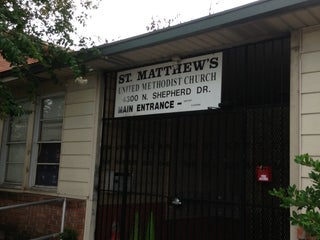 ST. MATTHEW'S
UNITED METHODIST CHURCH
4300 N. SHEPHERD DR.
MAIN ENTRANCE -